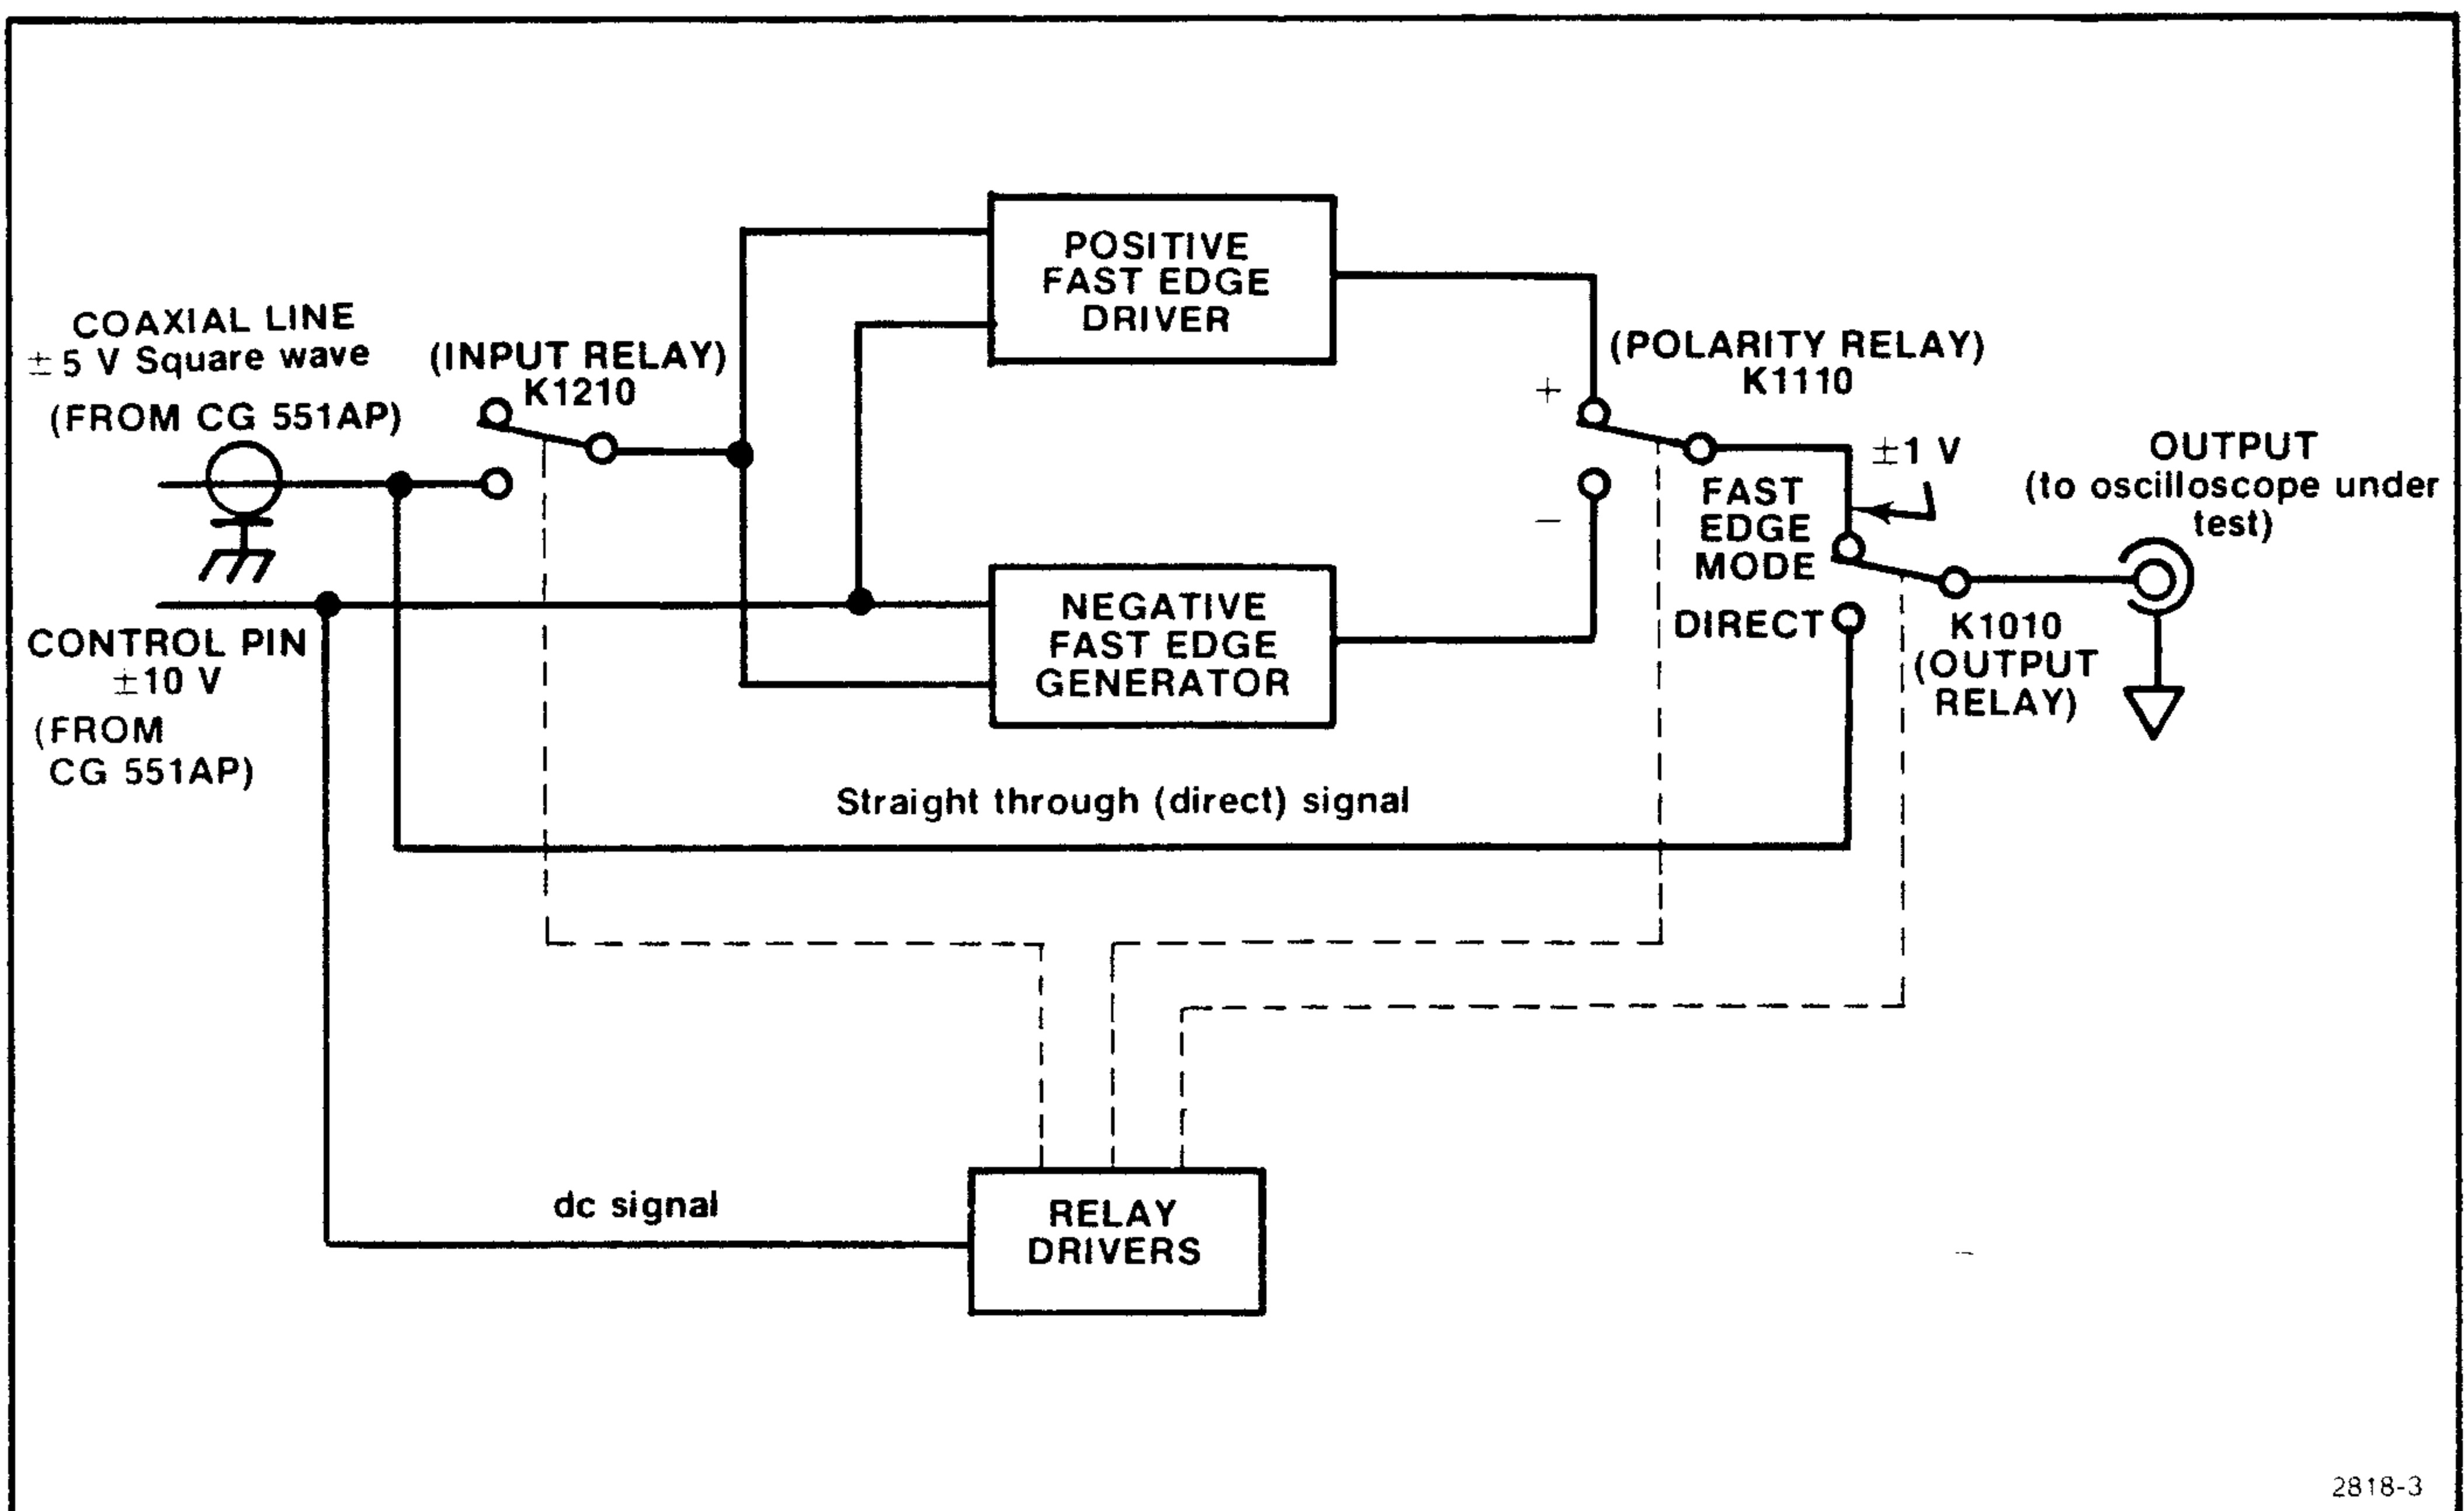 POSITIVE
FAST EDGE
DRIVER
COAXIAL LINE
± 5 V Square wave
(FROM CG 551AP)
(INPUT RELAY)
K1210
(POLARITY RELAY)
K1110
+
−
±1 V
FAST
EDGE
MODE
DIRECT
OUTPUT
(to oscilloscope under
test)
K1010
(OUTPUT
RELAY)
CONTROL PIN
±10 V
(FROM
CG 551AP)
NEGATIVE
FAST EDGE
GENERATOR
Straight through (direct) signal
dc signal
RELAY
DRIVERS
2818-3